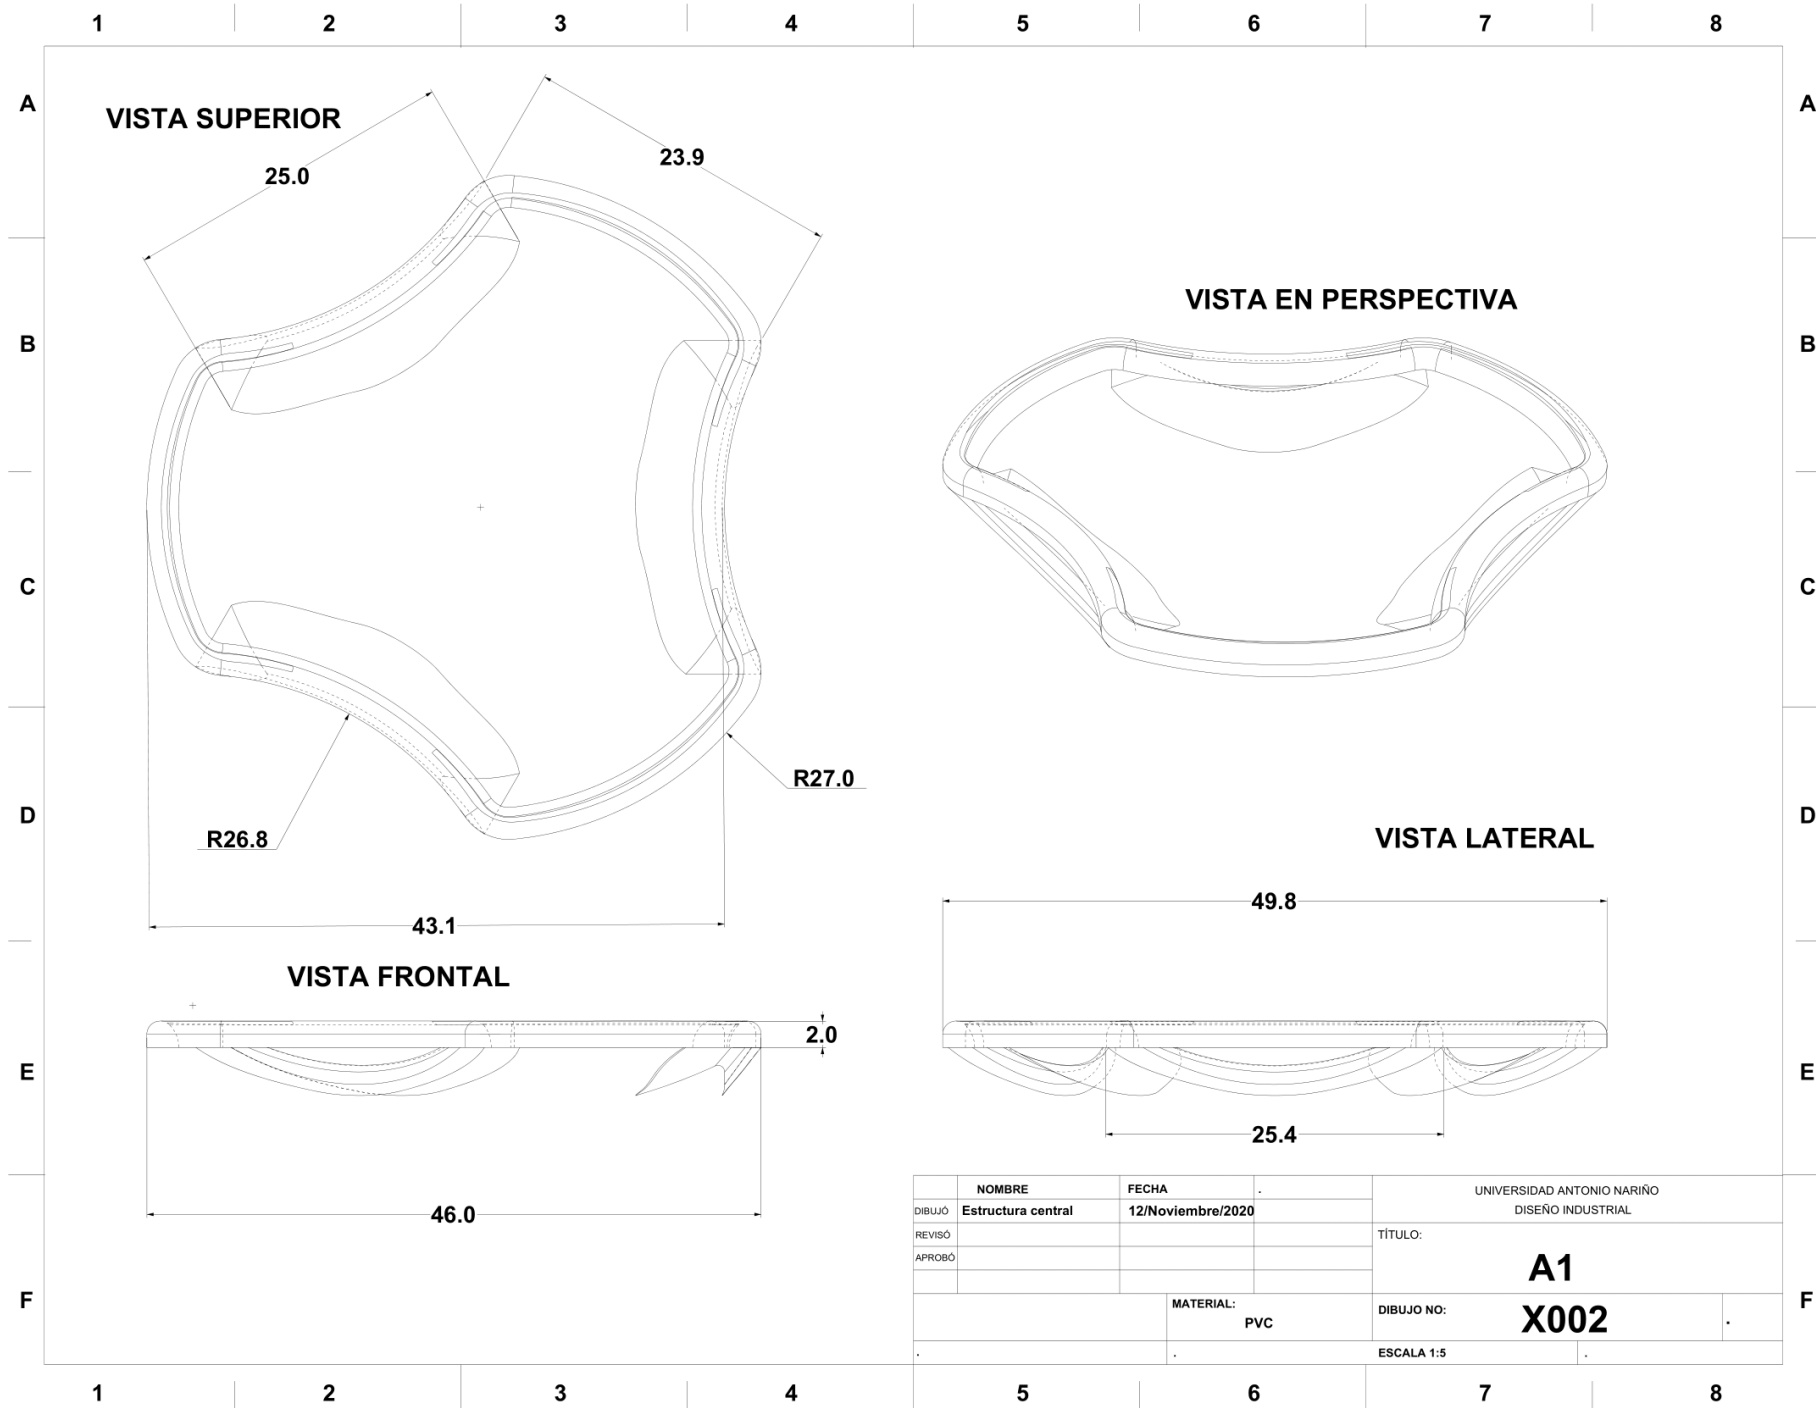 1 2 3 4 5 6 7 8
A A
VISTA SUPERIOR
25.0
23.9
B B
VISTA EN PERSPECTIVA
C C
R27.0
D D
R26.8
VISTA LATERAL
43.1
49.8
VISTA FRONTAL
2.0
E E
25.4
46.0
NOMBRE FECHA .
DIBUJÓ Estructura central 12/Noviembre/2020
REVISÓ
APROBÓ
UNIVERSIDAD ANTONIO NARIÑO
DISEÑO INDUSTRIAL
TÍTULO:
A1
F F
MATERIAL:
PVC
DIBUJO NO: X002 .
. . ESCALA 1:5 .
1 2 3 4 5 6 7 8